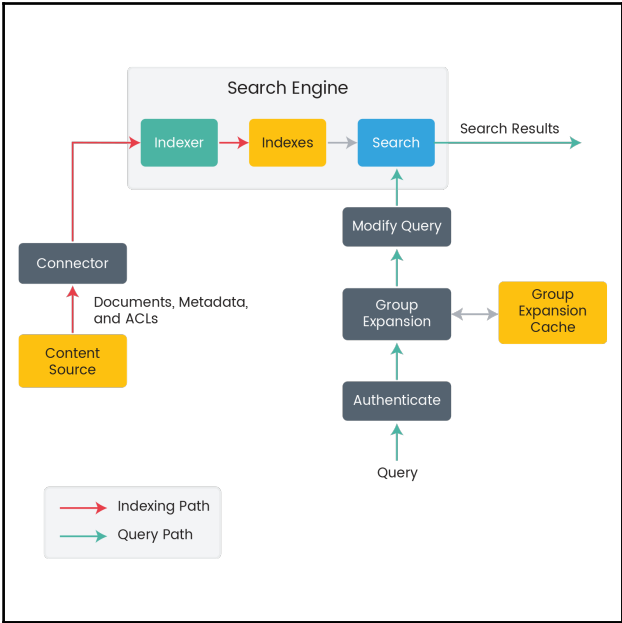 Search Engine
Indexer
Indexes
Search
Search Results
Modify Query
Connector
Documents, Metadata,
and ACLs
Group
Expansion
Group
Expansion
Cache
Content
Source
Authenticate
Query
Indexing Path
Query Path